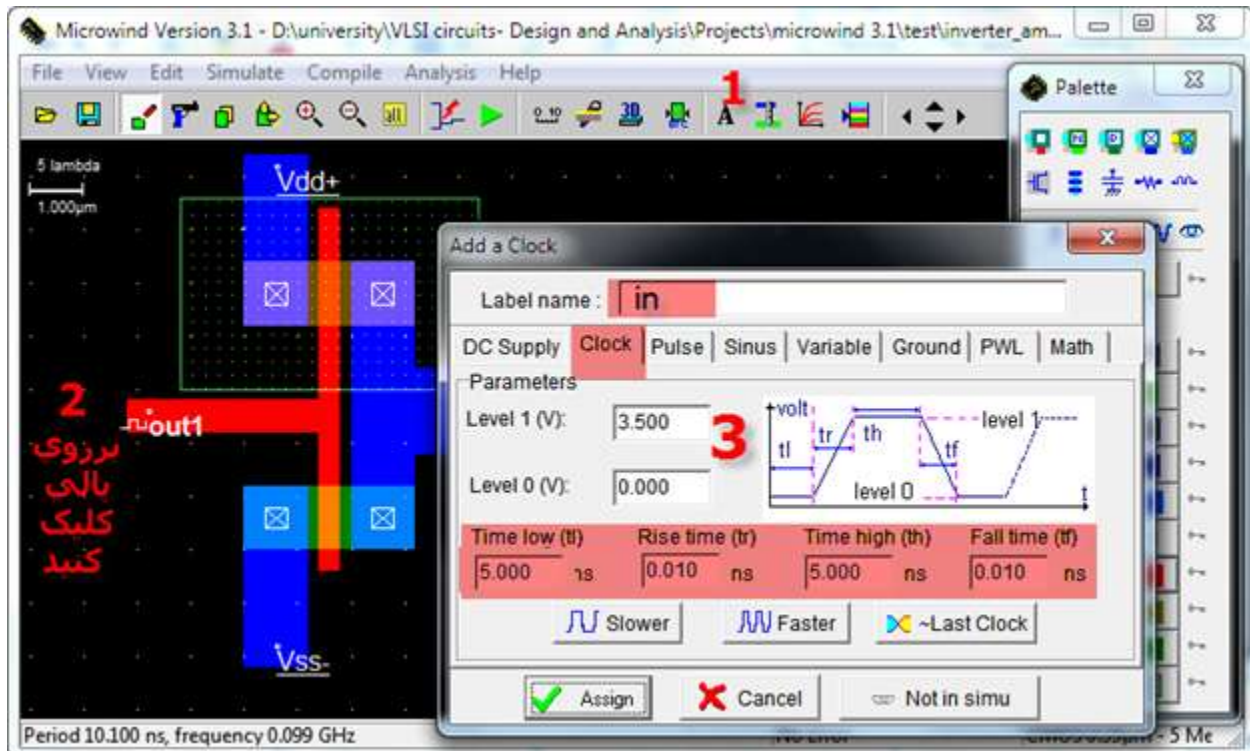 Microwind Version 3.1 - D:\university\VLSI circuits- Design and Analysis\Projects\microwind 3.1\test\inverter_am...
File View Edit Simulate Compile Analysis Help
1
A
3D
all
Palette
5 lambda
1.000μm
Vdd+
Add a Clock
Label name : in
DC Supply Clock Pulse Sinus Variable Ground PWL Math
Parameters
Level 1 (V): 3.500
Level 0 (V): 0.000
3
volt
level 1
tl tr th tf
level 0
t
Time low (tl) Rise time (tr) Time high (th) Fall time (tf)
5.000 ns 0.010 ns 5.000 ns 0.010 ns
Slower Faster ~Last Clock
Assign Cancel Not in simu
2
out1
برروی
بالی
کلیک
کنید
Vss-
Period 10.100 ns, frequency 0.099 GHz
No Error